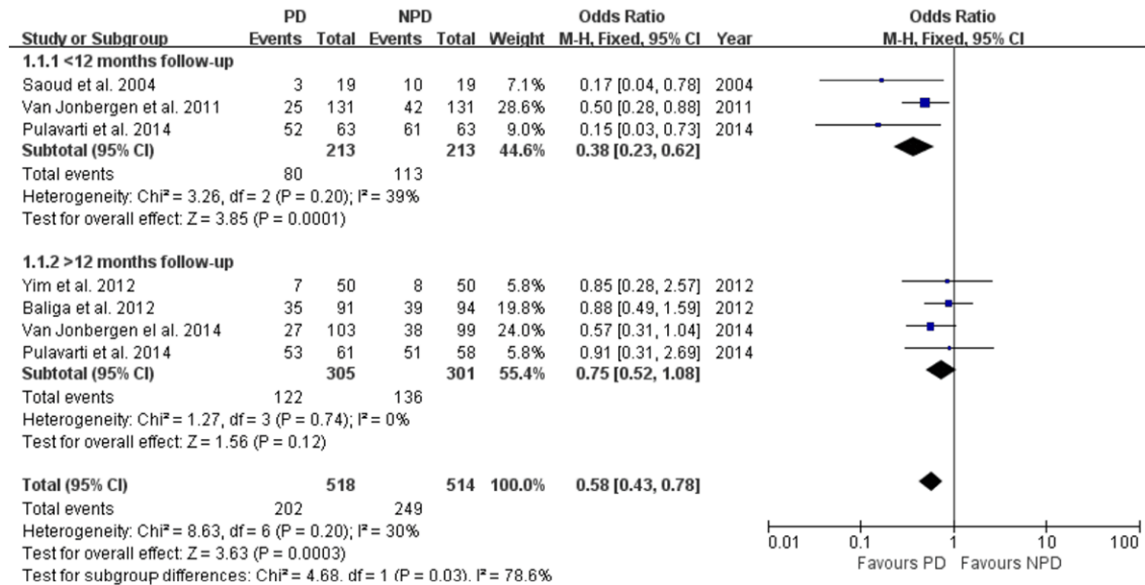 PD NPD Odds Ratio Odds Ratio
Study or Subgroup Events Total Events Total Weight M-H, Fixed, 95% CI Year M-H, Fixed, 95% CI
1.1.1 <12 months follow-up
Saoud et al. 2004 3 19 10 19 7.1% 0.17 [0.04, 0.78] 2004
Van Jonbergen et al. 2011 25 131 42 131 28.6% 0.50 [0.28, 0.88] 2011
Pulavarti et al. 2014 52 63 61 63 9.0% 0.15 [0.03, 0.73] 2014
Subtotal (95% CI) 213 213 44.6% 0.38 [0.23, 0.62]
Total events 80 113
Heterogeneity: Chi² = 3.26, df = 2 (P = 0.20); I² = 39%
Test for overall effect: Z = 3.85 (P = 0.0001)
1.1.2 >12 months follow-up
Yim et al. 2012 7 50 8 50 5.8% 0.85 [0.28, 2.57] 2012
Baliga et al. 2012 35 91 39 94 19.8% 0.88 [0.49, 1.59] 2012
Van Jonbergen el al. 2014 27 103 38 99 24.0% 0.57 [0.31, 1.04] 2014
Pulavarti et al. 2014 53 61 51 58 5.8% 0.91 [0.31, 2.69] 2014
Subtotal (95% CI) 305 301 55.4% 0.75 [0.52, 1.08]
Total events 122 136
Heterogeneity: Chi² = 1.27, df = 3 (P = 0.74); I² = 0%
Test for overall effect: Z = 1.56 (P = 0.12)
Total (95% CI) 518 514 100.0% 0.58 [0.43, 0.78]
Total events 202 249
Heterogeneity: Chi² = 8.63, df = 6 (P = 0.20); I² = 30%
Test for overall effect: Z = 3.63 (P = 0.0003)
Test for subgroup differences: Chi² = 4.68. df = 1 (P = 0.03). I² = 78.6%
0.01 0.1 1 10 100
Favours PD Favours NPD